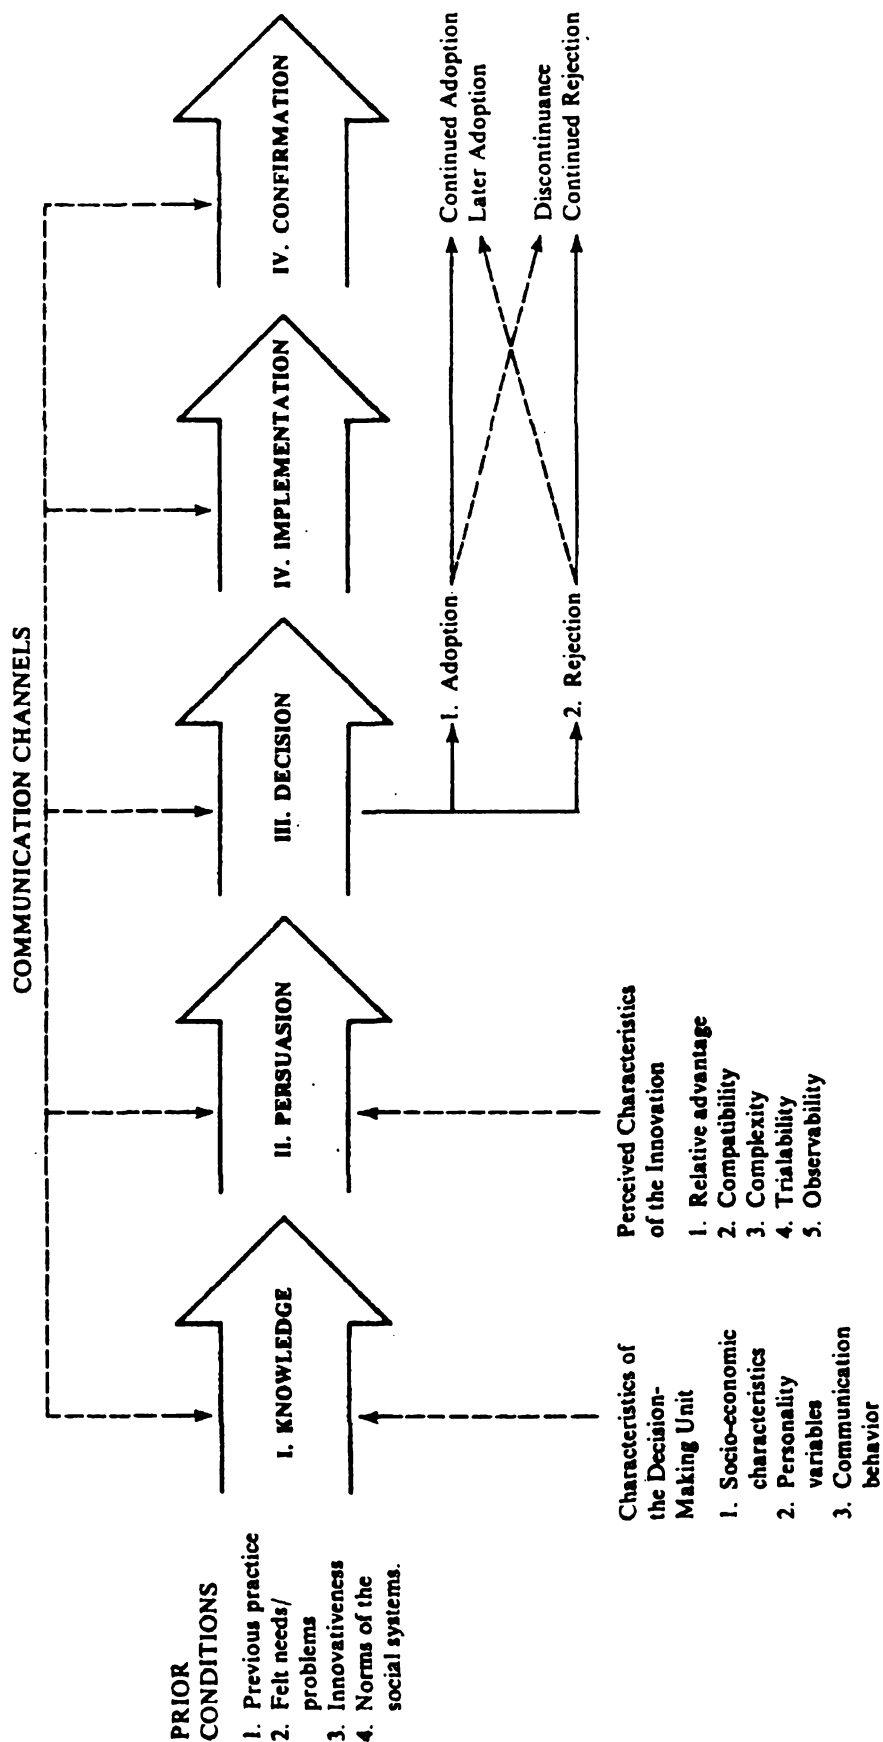 COMMUNICATION CHANNELS
PRIOR
CONDITIONS
1. Previous practice
2. Felt needs/
problems
3. Innovativeness
4. Norms of the
social systems.
I. KNOWLEDGE
II. PERSUASION
III. DECISION
IV. IMPLEMENTATION
IV. CONFIRMATION
1. Adoption
2. Rejection
Continued Adoption
Later Adoption
Discontinuance
Continued Rejection
Characteristics of
the Decision-
Making Unit
1. Socio-economic
characteristics
2. Personality
variables
3. Communication
behavior
Perceived Characteristics
of the Innovation
1. Relative advantage
2. Compatibility
3. Complexity
4. Trialability
5. Observability